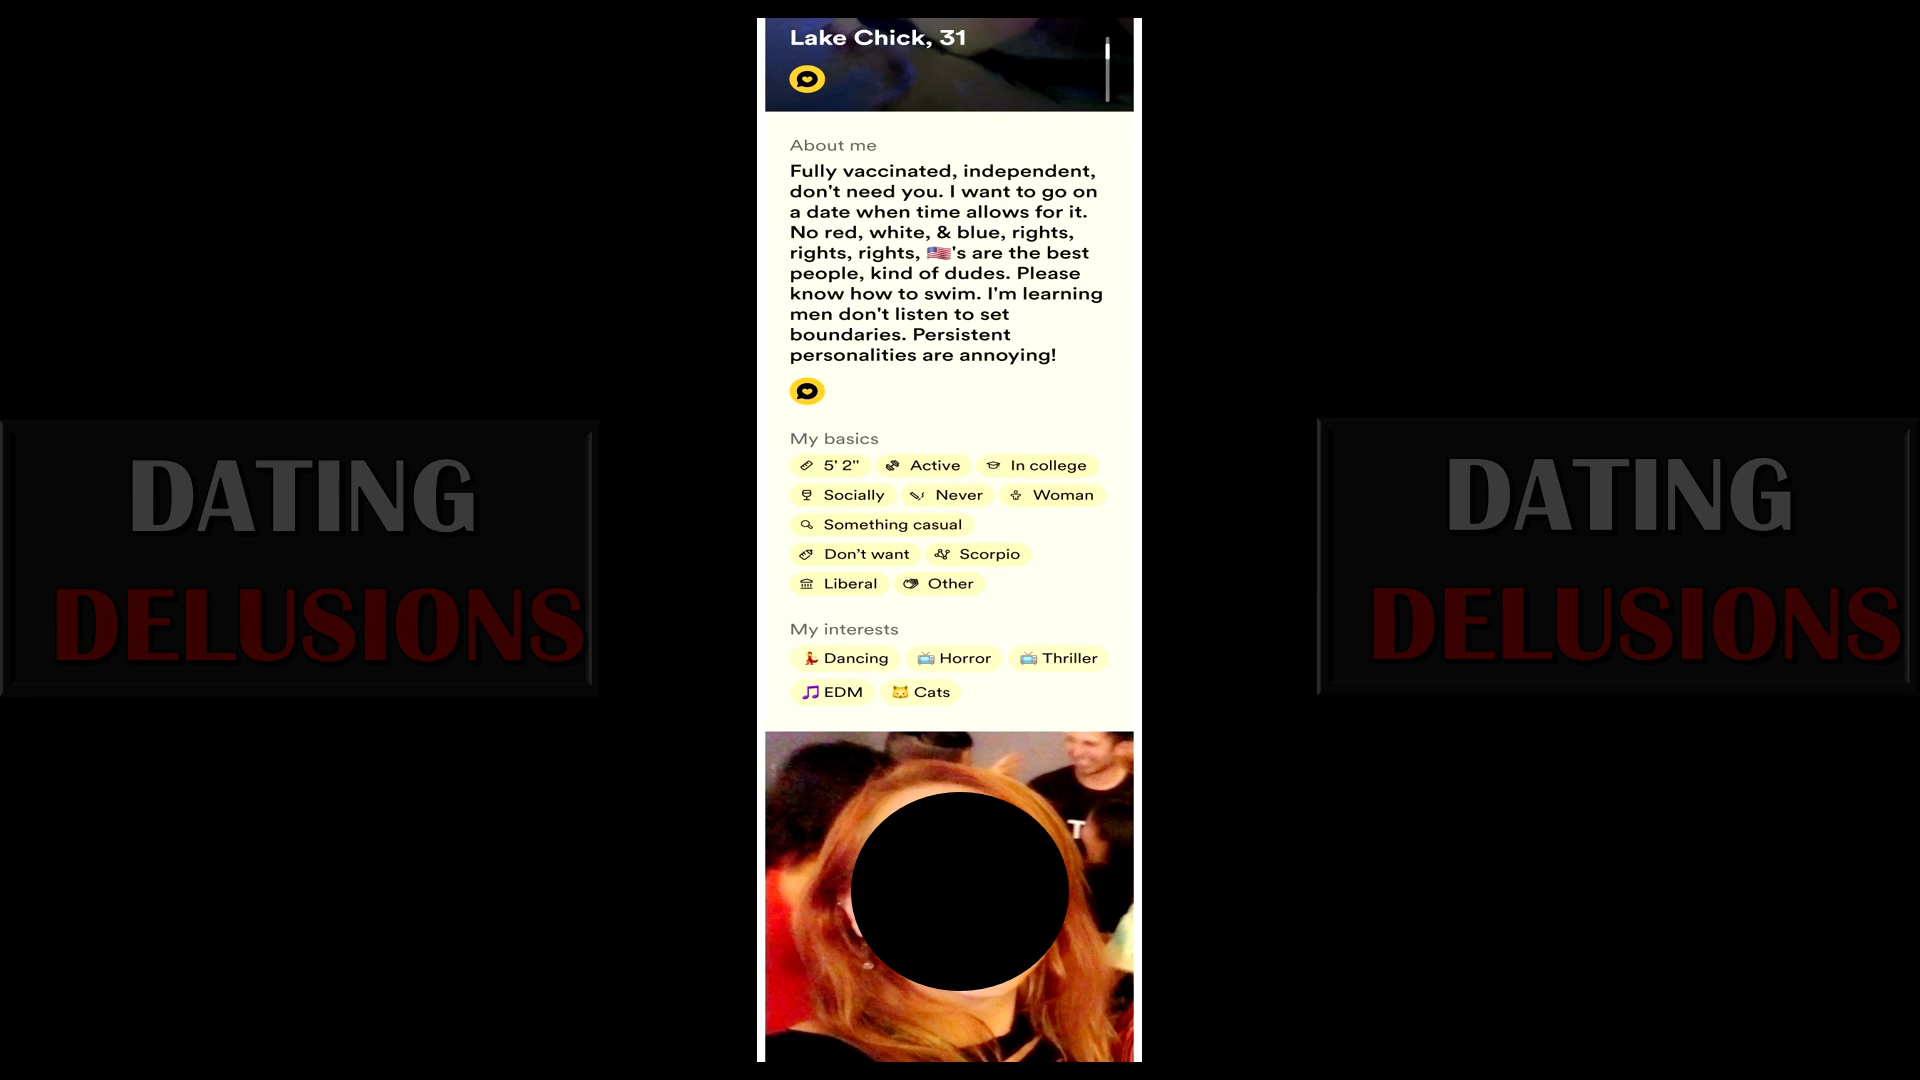 Lake Chick, 31
About me
Fully vaccinated, independent,
don't need you. I want to go on
a date when time allows for it.
No red, white, & blue, rights,
rights, rights, 🇺🇸's are the best
people, kind of dudes. Please
know how to swim. I'm learning
men don't listen to set
boundaries. Persistent
personalities are annoying!
My basics
5' 2" Active In college
Socially Never Woman
Something casual
Don't want Scorpio
Liberal Other
My interests
Dancing Horror Thriller
EDM Cats
T
DATING
DELUSIONS
DATING
DELUSIONS